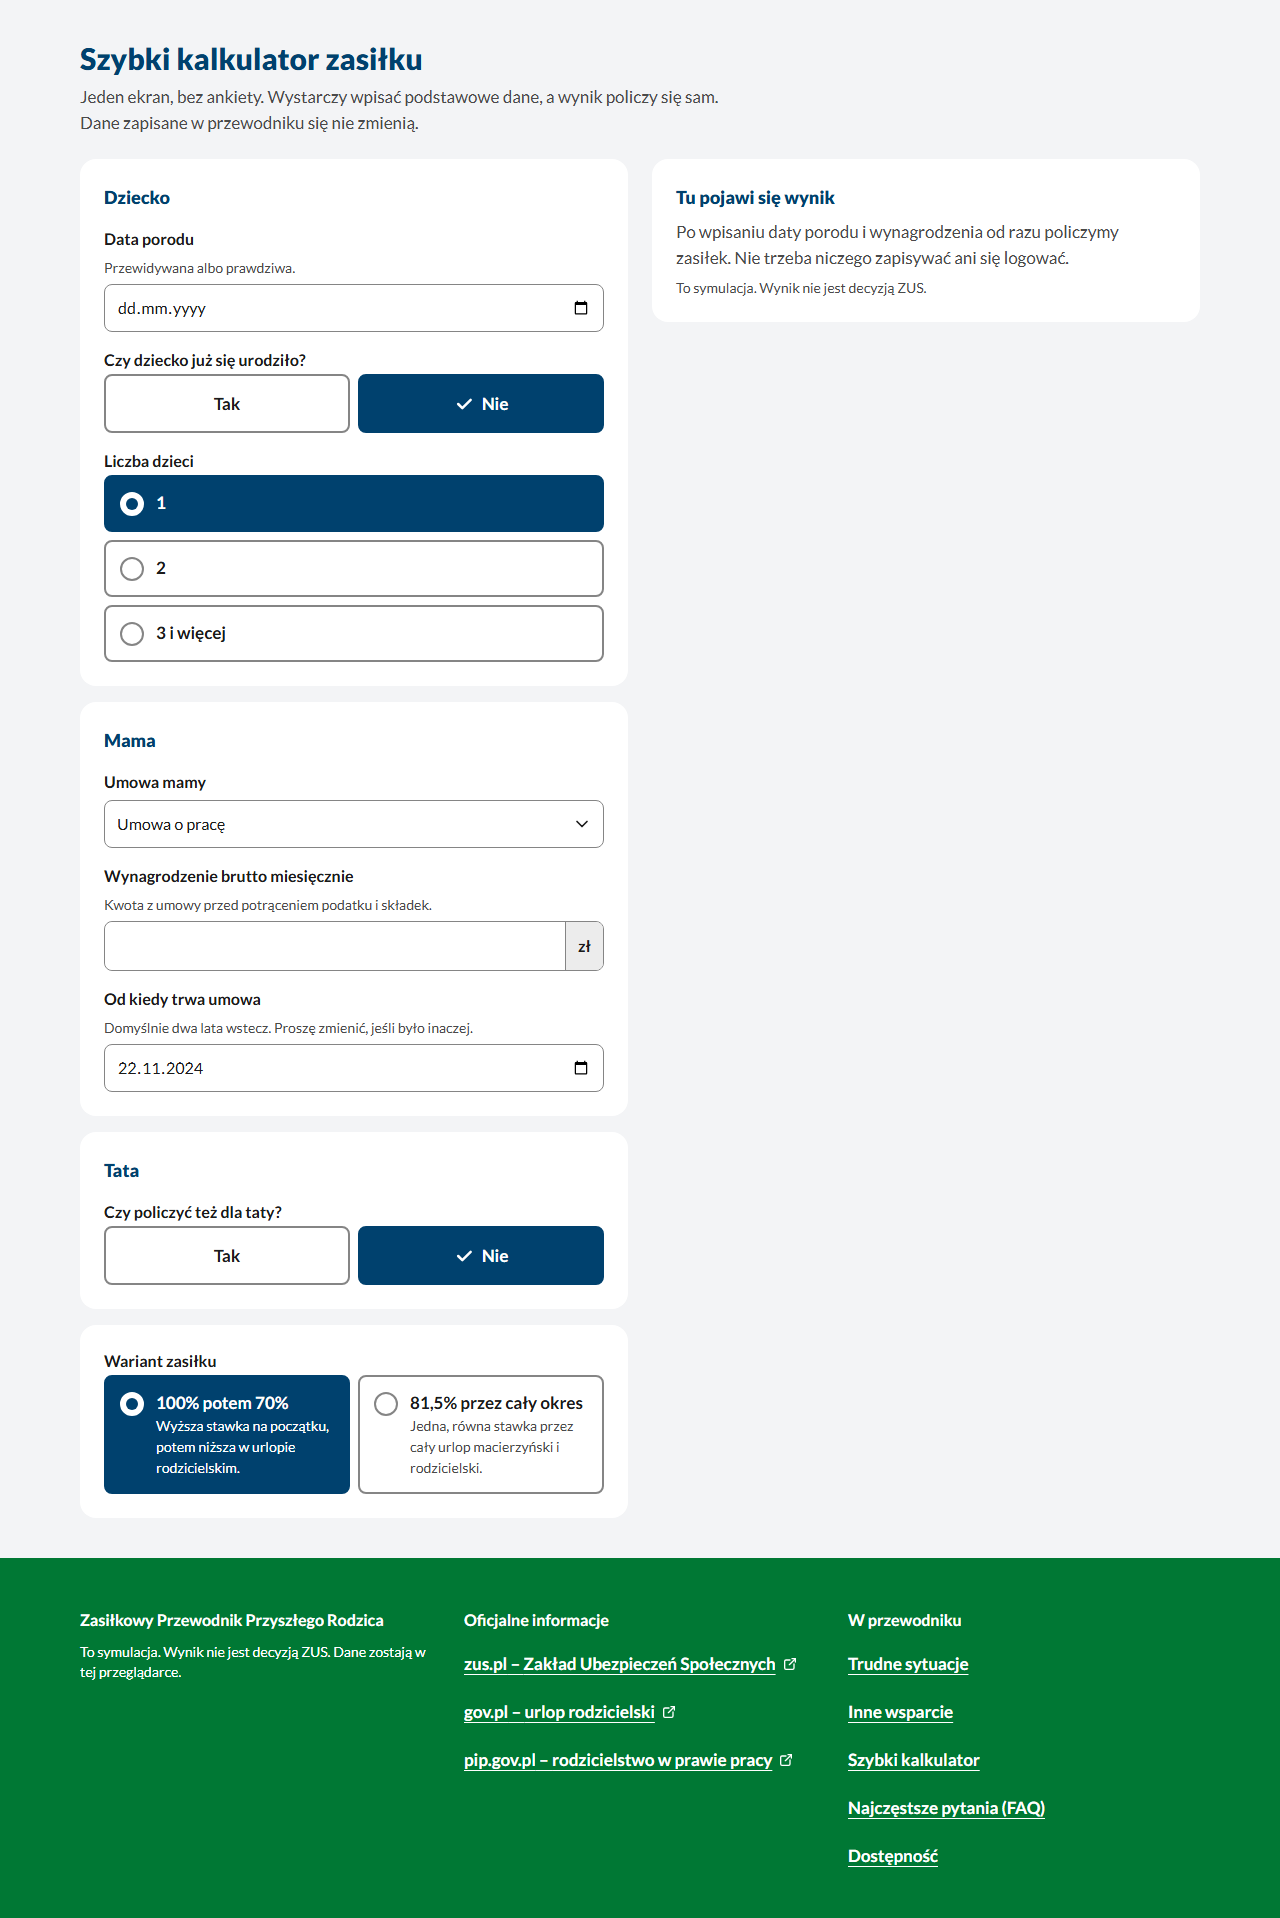 Szybki kalkulator zasiłku
Jeden ekran, bez ankiety. Wystarczy wpisać podstawowe dane, a wynik policzy się sam.
Dane zapisane w przewodniku się nie zmienią.
Dziecko
Data porodu
Przewidywana albo prawdziwa.
dd.mm.yyyy
Czy dziecko już się urodziło?
Tak
Nie
Liczba dzieci
1
2
3 i więcej
Tu pojawi się wynik
Po wpisaniu daty porodu i wynagrodzenia od razu policzymy
zasiłek. Nie trzeba niczego zapisywać ani się logować.
To symulacja. Wynik nie jest decyzją ZUS.
Mama
Umowa mamy
Umowa o pracę
Wynagrodzenie brutto miesięcznie
Kwota z umowy przed potrąceniem podatku i składek.
zł
Od kiedy trwa umowa
Domyślnie dwa lata wstecz. Proszę zmienić, jeśli było inaczej.
22.11.2024
Tata
Czy policzyć też dla taty?
Tak
Nie
Wariant zasiłku
100% potem 70%
Wyższa stawka na początku,
potem niższa w urlopie
rodzicielskim.
81,5% przez cały okres
Jedna, równa stawka przez
cały urlop macierzyński i
rodzicielski.
Zasiłkowy Przewodnik Przyszłego Rodzica
To symulacja. Wynik nie jest decyzją ZUS. Dane zostają w
tej przeglądarce.
Oficjalne informacje
zus.pl – Zakład Ubezpieczeń Społecznych
gov.pl – urlop rodzicielski
pip.gov.pl – rodzicielstwo w prawie pracy
W przewodniku
Trudne sytuacje
Inne wsparcie
Szybki kalkulator
Najczęstsze pytania (FAQ)
Dostępność